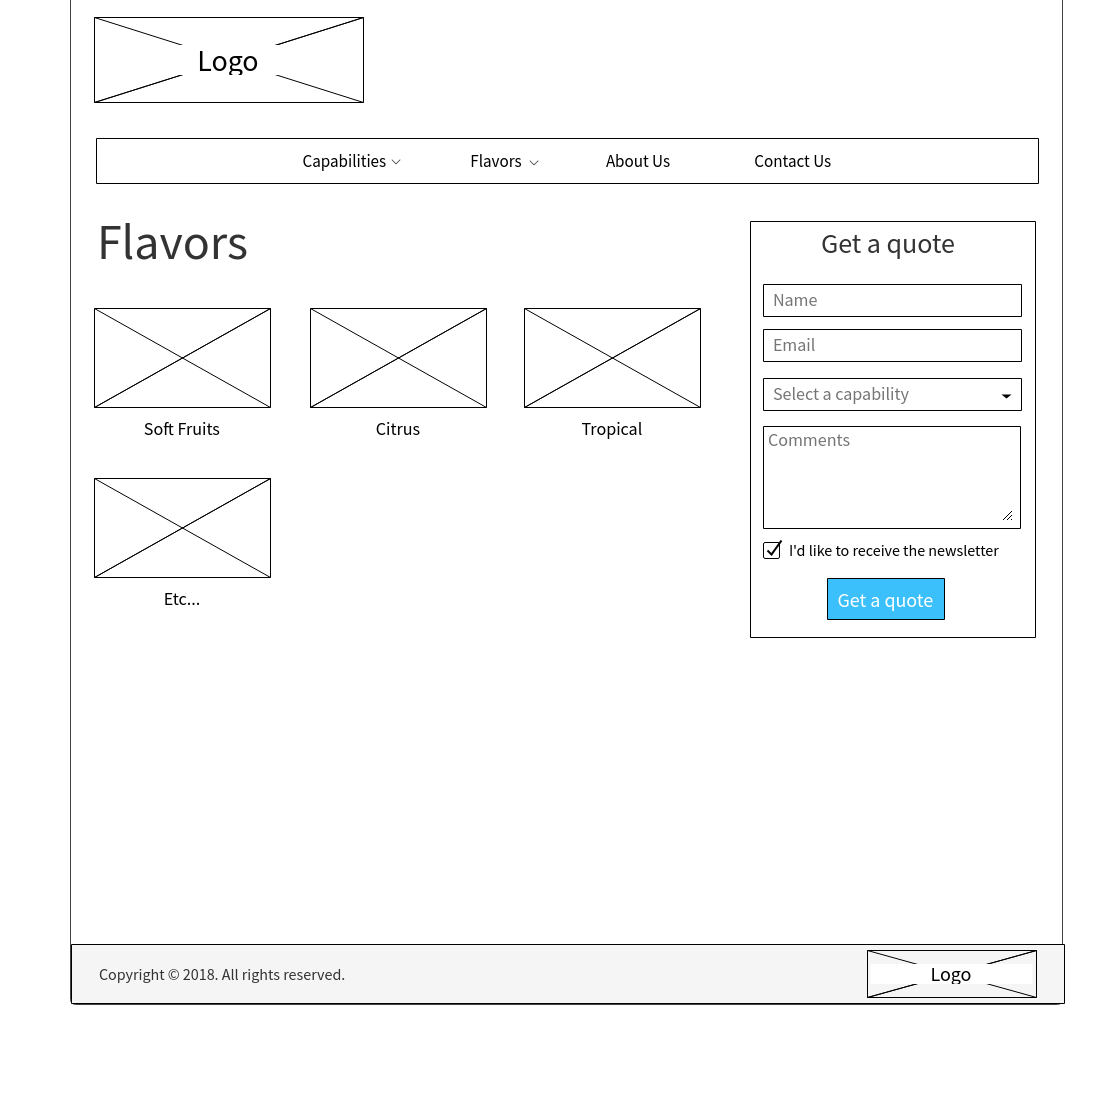 Logo
Capabilities
Flavors
About Us
Contact Us
Flavors
Soft Fruits
Citrus
Tropical
Etc...
Get a quote
Name
Email
Select a capability
Comments
I'd like to receive the newsletter
Get a quote
Copyright © 2018. All rights reserved.
Logo